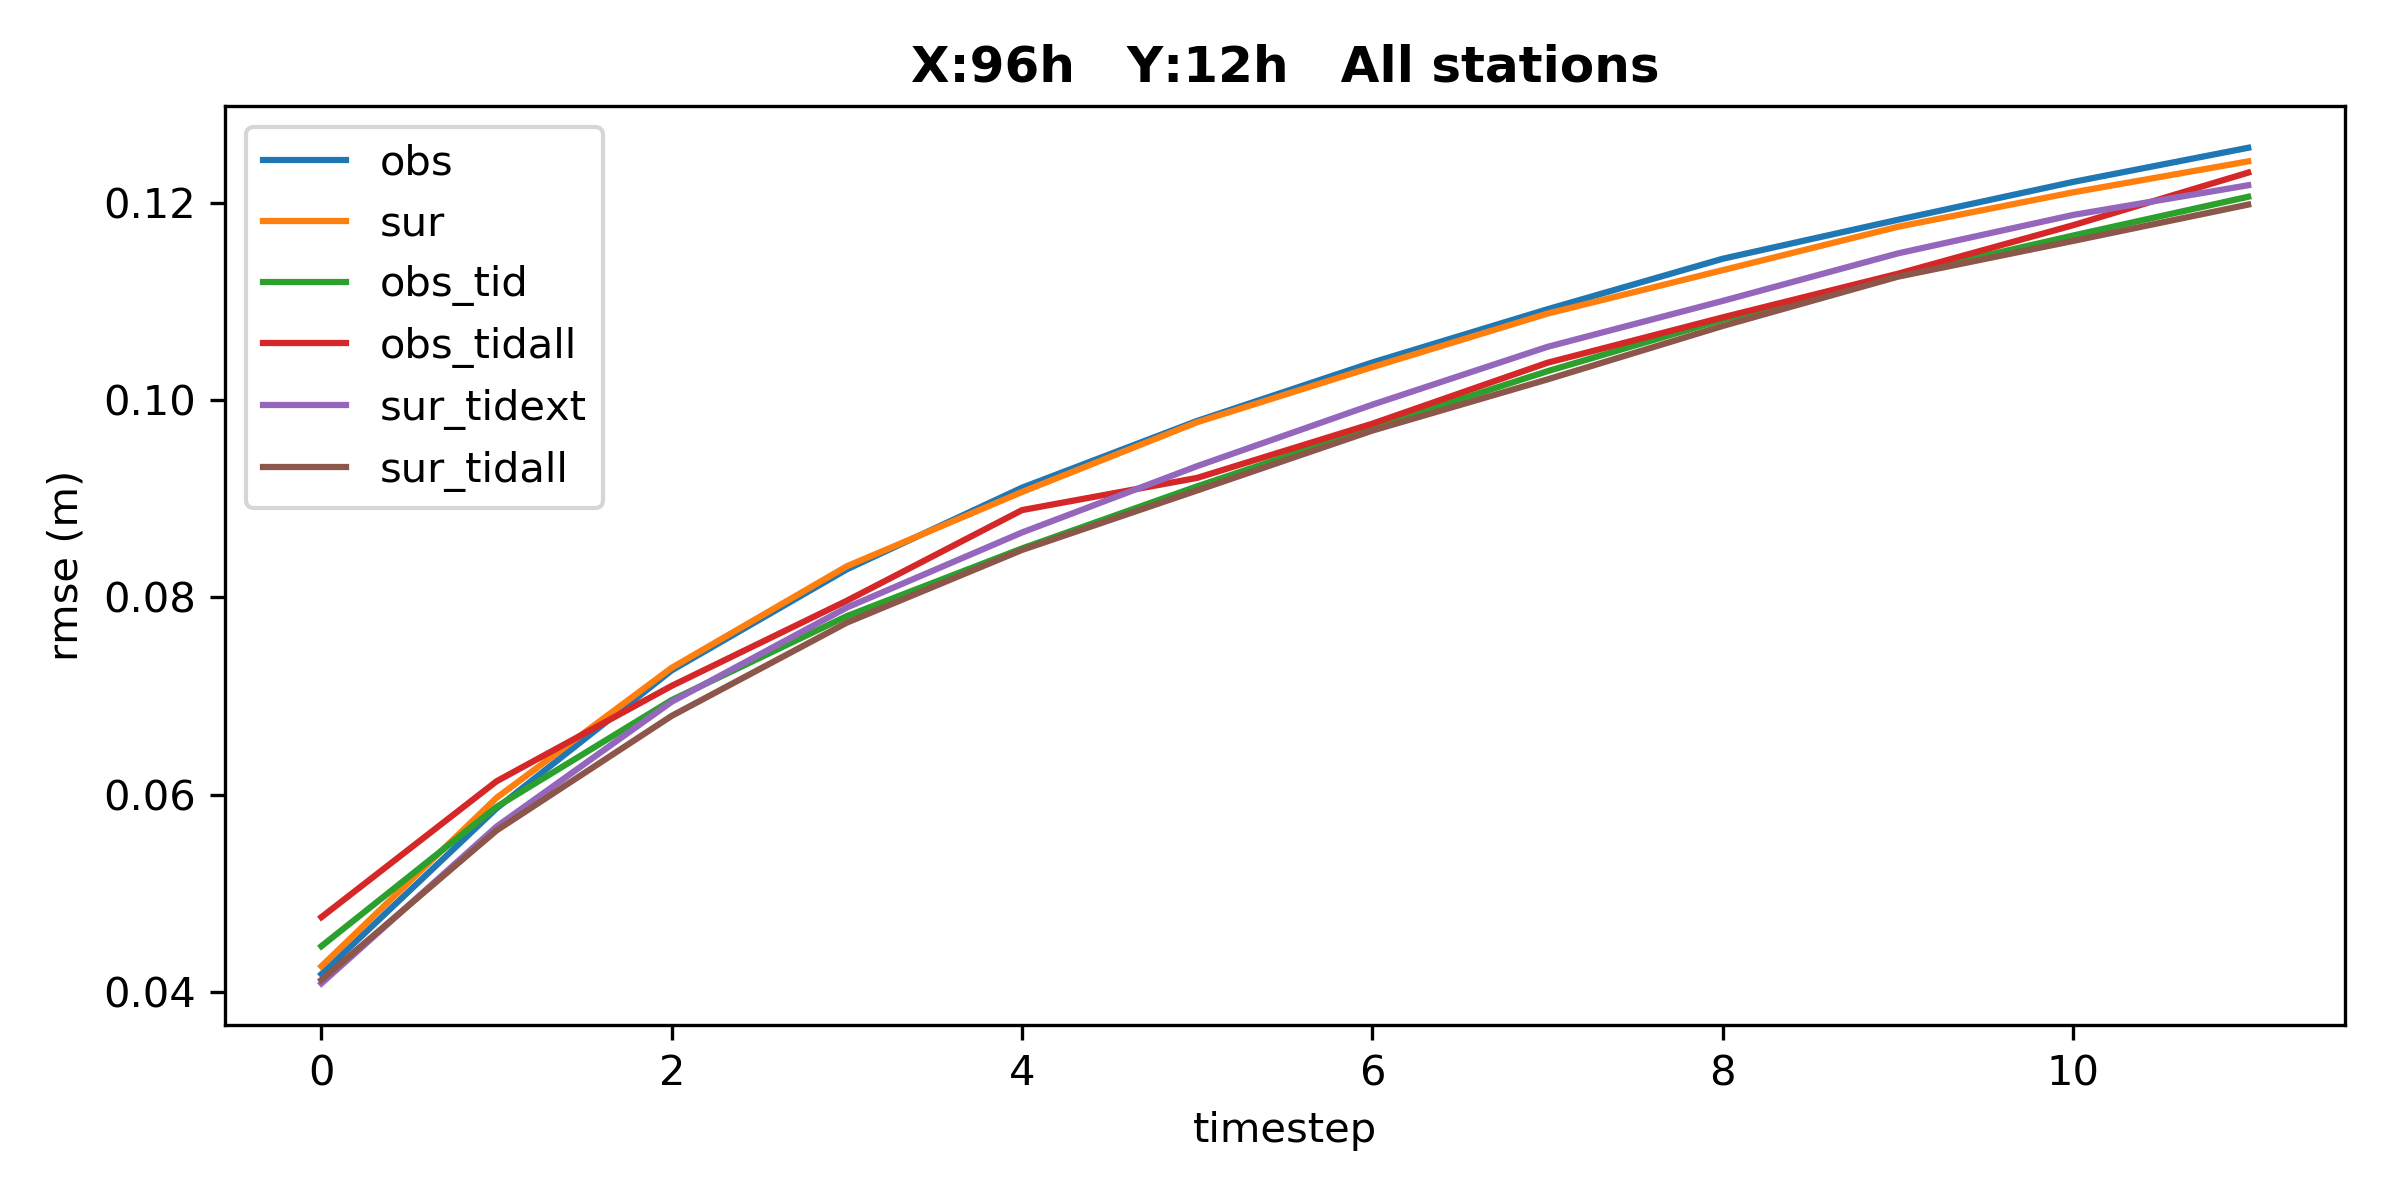 X:96h   Y:12h   All stations
obs
sur
obs_tid
obs_tidall
sur_tidext
sur_tidall
rmse (m)
0.12
0.10
0.08
0.06
0.04
0 2 4 6 8 10
timestep